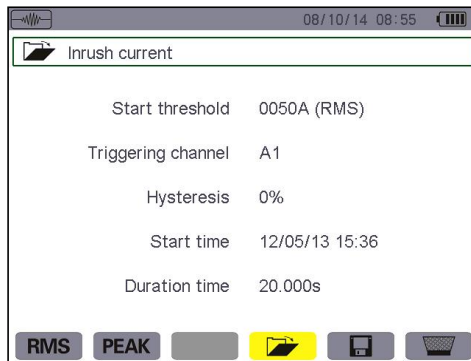 08/10/14 08:55
Inrush current
Start threshold 0050A (RMS)
Triggering channel A1
Hysteresis 0%
Start time 12/05/13 15:36
Duration time 20.000s
RMS PEAK